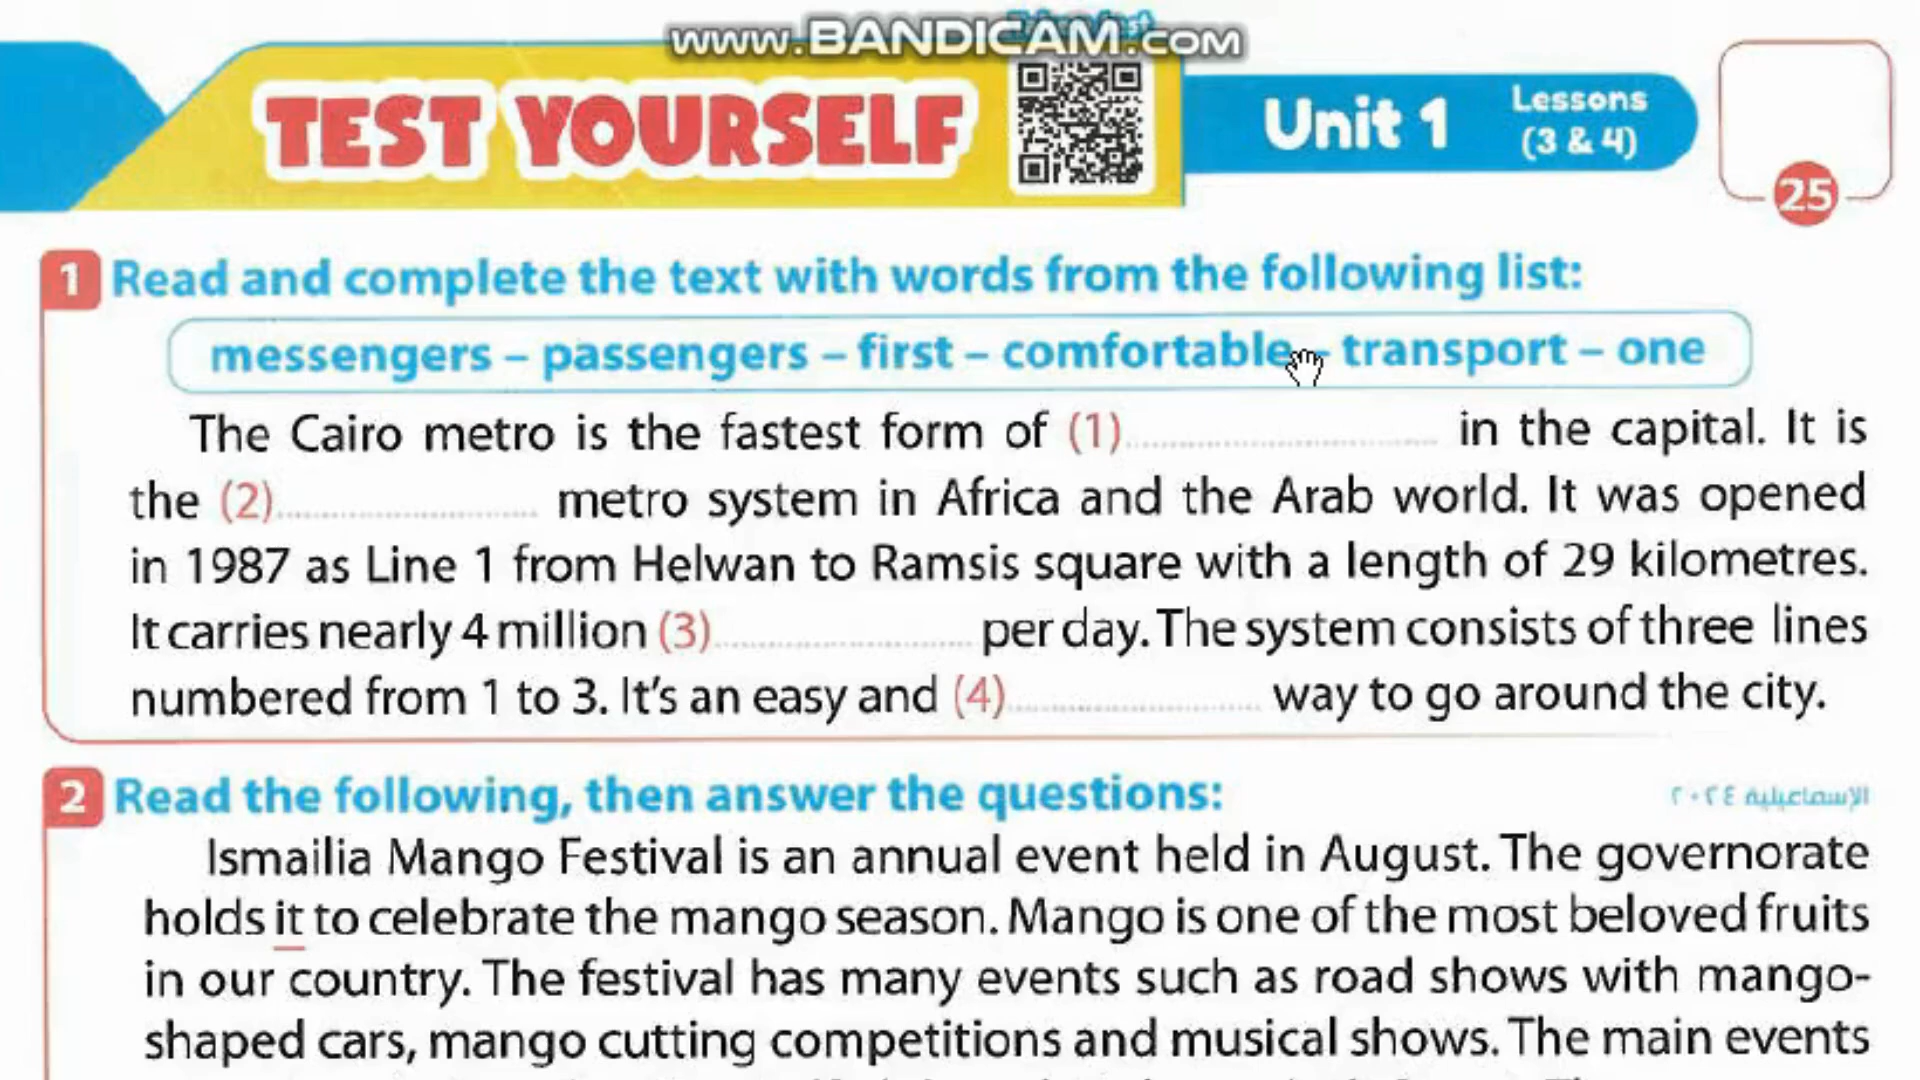 www.BANDICAM.com
TEST YOURSELF
Unit 1
Lessons
(3 & 4)
25
1 Read and complete the text with words from the following list:
messengers – passengers – first – comfortable – transport – one
The Cairo metro is the fastest form of (1).............................. in the capital. It is
the (2).......................... metro system in Africa and the Arab world. It was opened
in 1987 as Line 1 from Helwan to Ramsis square with a length of 29 kilometres.
It carries nearly 4 million (3).......................... per day. The system consists of three lines
numbered from 1 to 3. It's an easy and (4).......................... way to go around the city.
2 Read the following, then answer the questions:
الإسماعيلية ٢٠٢٤
Ismailia Mango Festival is an annual event held in August. The governorate
holds it to celebrate the mango season. Mango is one of the most beloved fruits
in our country. The festival has many events such as road shows with mango-
shaped cars, mango cutting competitions and musical shows. The main events